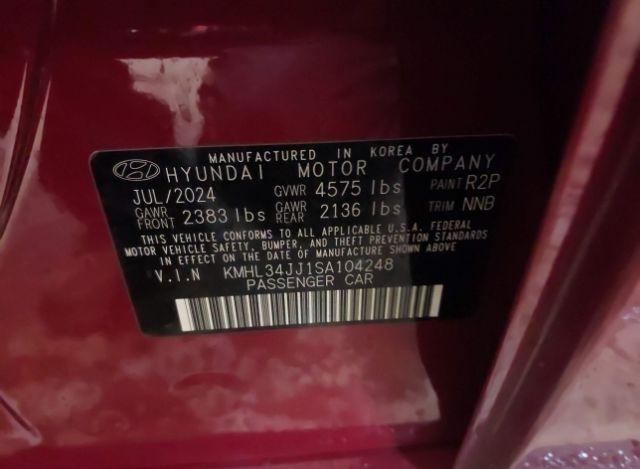 MANUFACTURED IN KOREA BY
HYUNDAI MOTOR COMPANY
JUL/2024 GVWR 4575 lbs PAINT R2P
GAWR FRONT 2383 lbs GAWR REAR 2136 lbs TRIM NNB
THIS VEHICLE CONFORMS TO ALL APPLICABLE U.S.A. FEDERAL
MOTOR VEHICLE SAFETY, BUMPER, AND THEFT PREVENTION STANDARDS
IN EFFECT ON THE DATE OF MANUFACTURE SHOWN ABOVE
V.I.N KMHL34JJ1SA104248
PASSENGER CAR